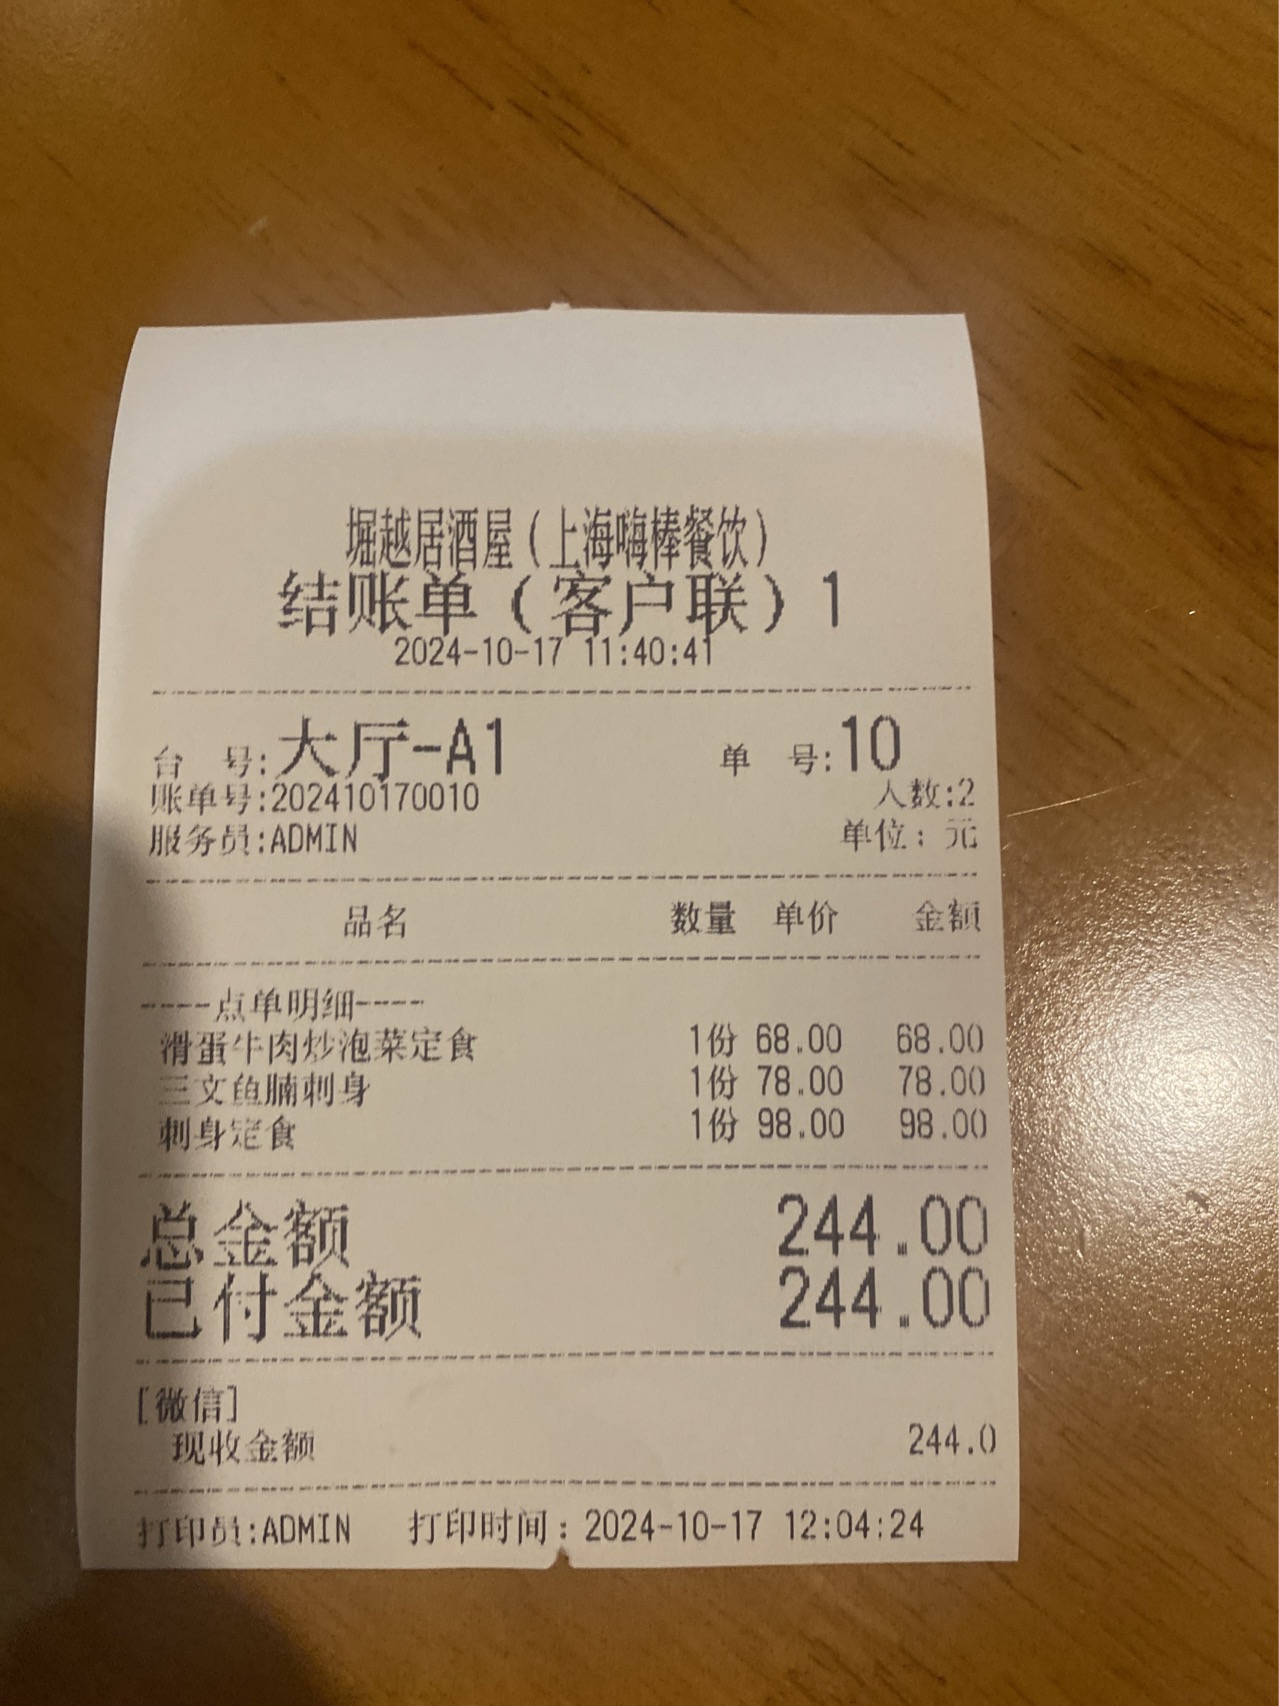 堀越居酒屋（上海嗨棒餐饮）
结账单（客户联）1
2024-10-17 11:40:41
台 号:大厅-A1 单 号:10
账单号:202410170010 人数:2
服务员:ADMIN 单位：元
品名 数量 单价 金额
----点单明细----
滑蛋牛肉炒泡菜定食 1份 68.00 68.00
三文鱼腩刺身 1份 78.00 78.00
刺身定食 1份 98.00 98.00
总金额 244.00
已付金额 244.00
[微信]
现收金额 244.0
打印员:ADMIN 打印时间：2024-10-17 12:04:24